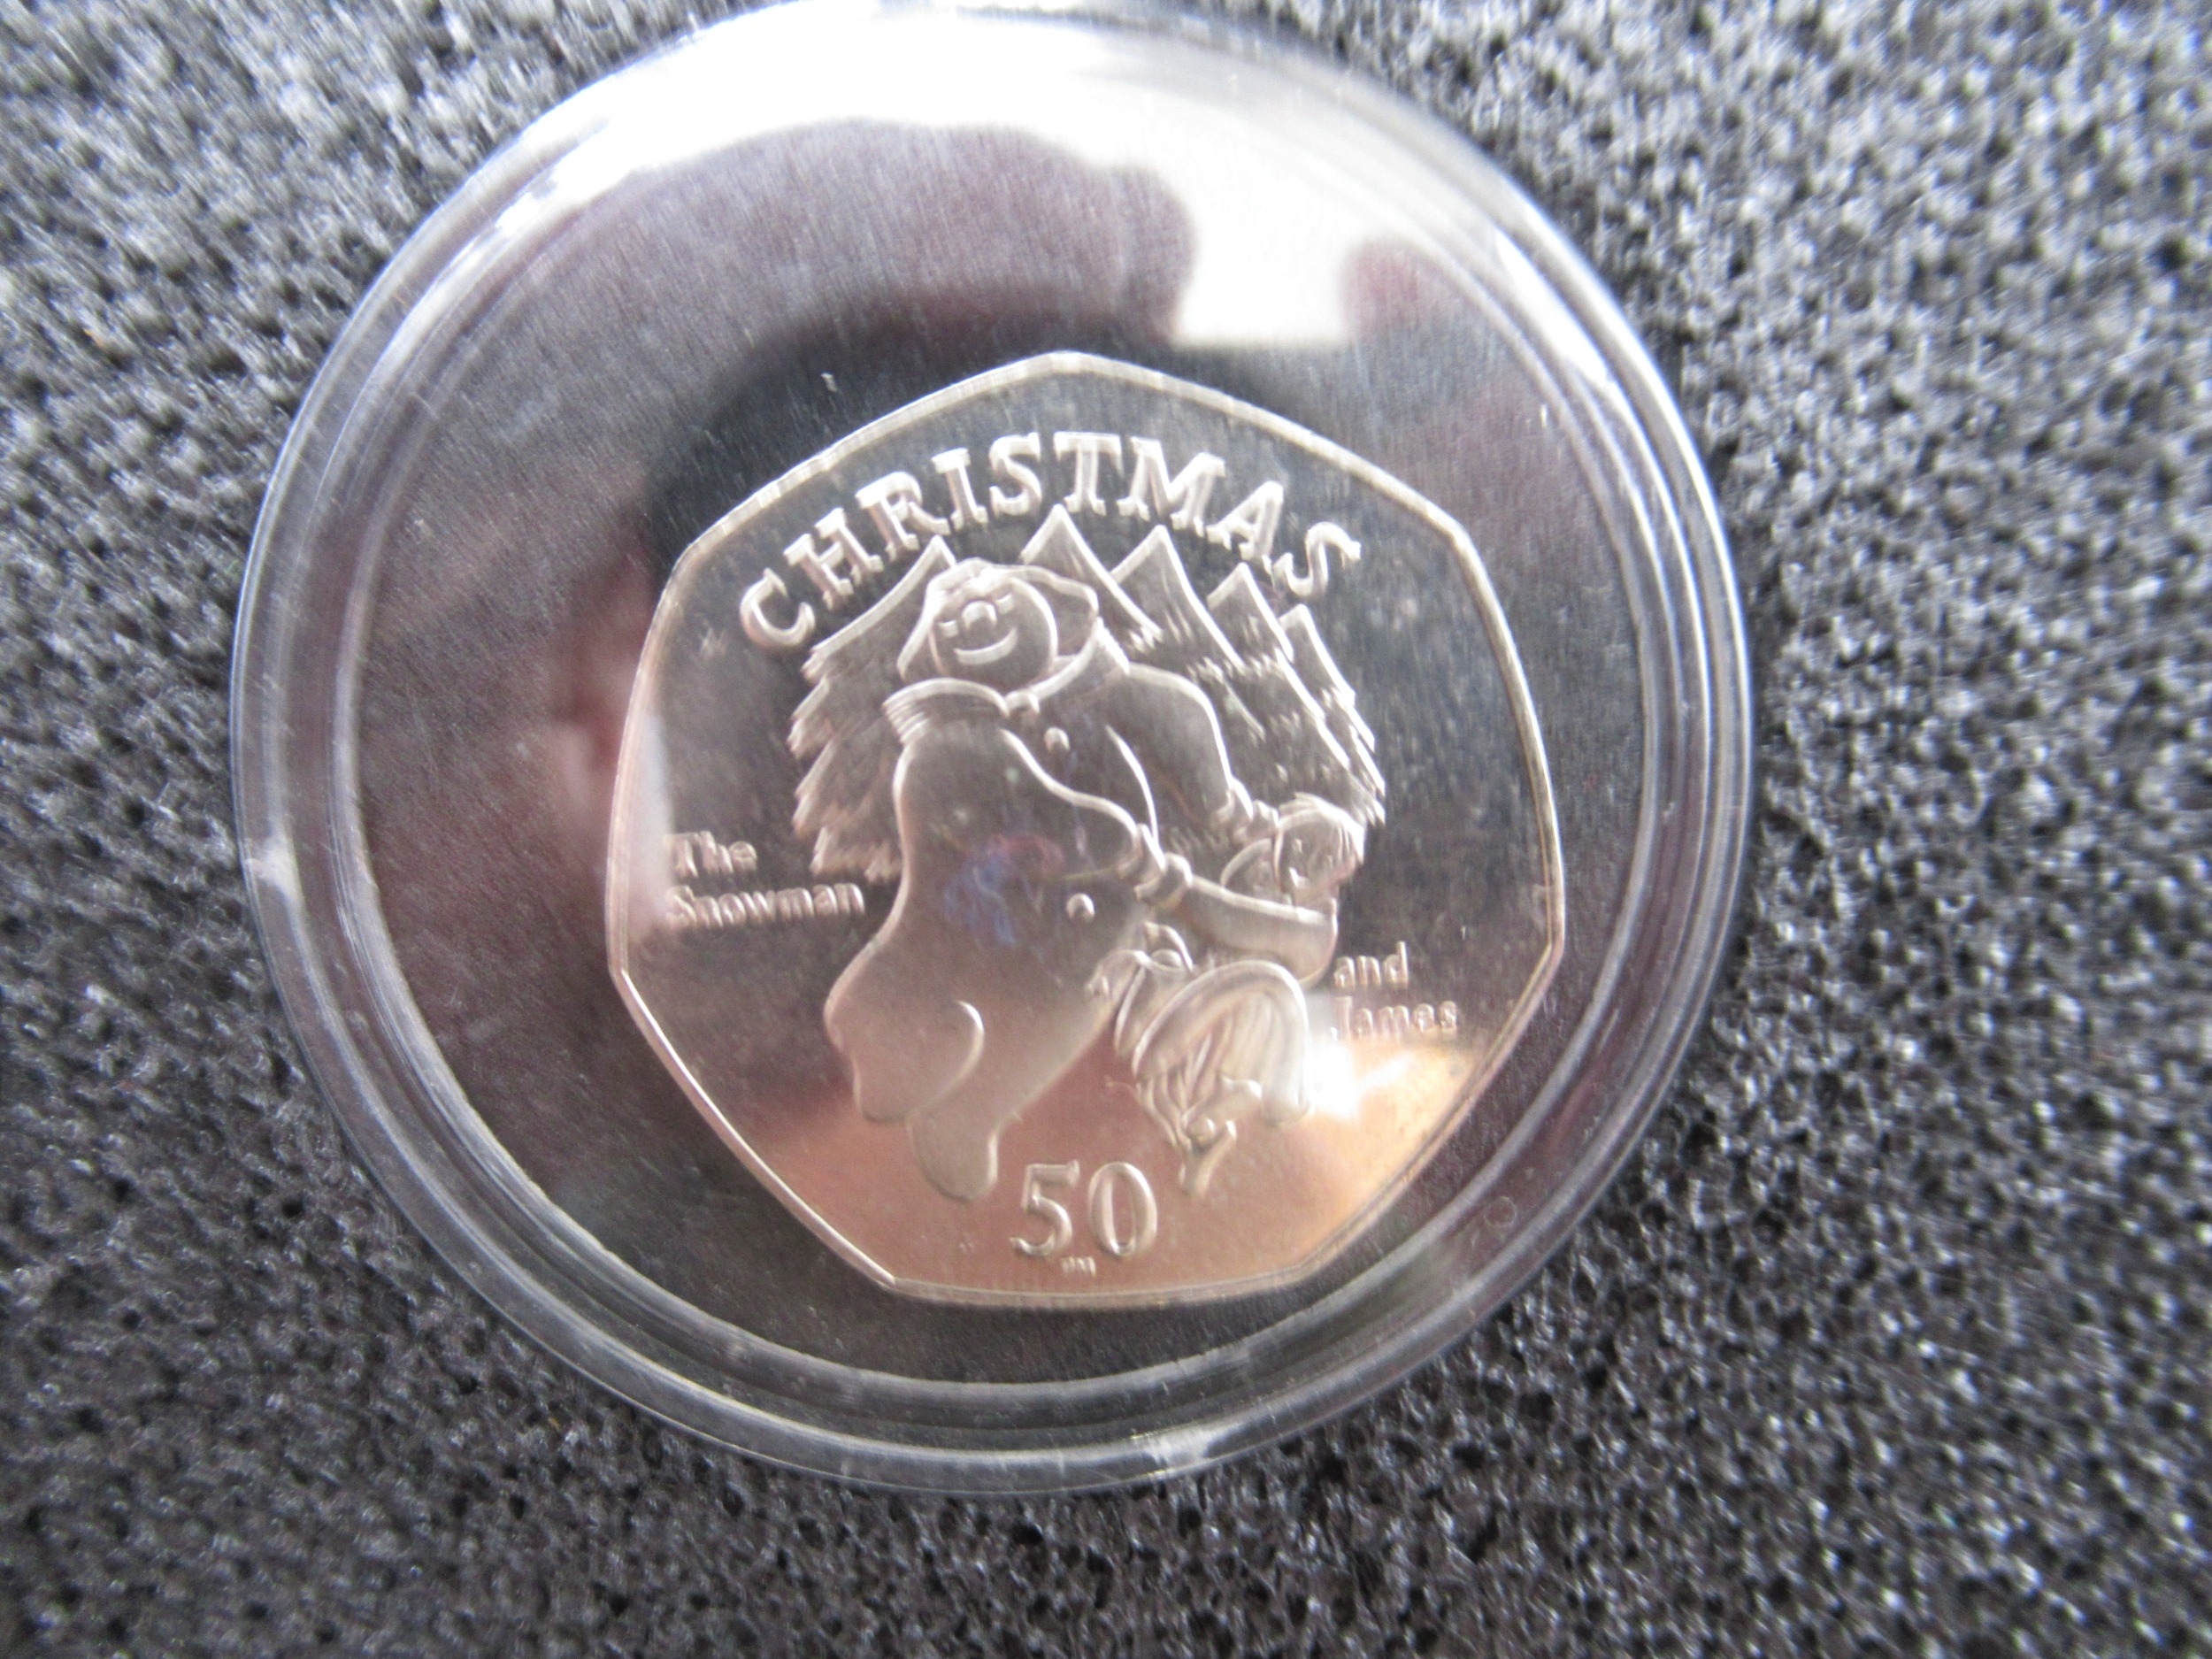 CHRISTMAS
The
Snowman
and
James
50